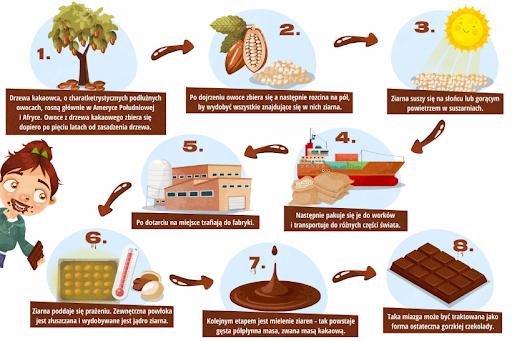 1.
Drzewa kakaowca, o charatketrystycznych podłużnych
owocach, rosną głównie w Ameryce Południowej
i Afryce. Owoce z drzewa kakaowego zbiera się
dopiero po pięciu latach od zasadzenia drzewa.
2.
Po dojrzeniu owoce zbiera się a następnie rozcina na pół,
by wydobyć wszystkie znajdujące się w nich ziarna.
3.
Ziarna suszy się na słońcu lub gorącym
powietrzem w suszarniach.
4.
Następnie pakuje się je do worków
i transportuje do różnych części świata.
5.
Po dotarciu na miejsce trafiają do fabryki.
6.
Ziarna poddaje się prażeniu. Zewnętrzna powłoka
jest złuszczana i wydobywane jest jądro ziarna.
7.
Kolejnym etapem jest mielenie ziaren - tak powstaje
gęsta półpłynna masa, zwana masą kakaową.
8.
Taka miazga może być traktowana jako
forma ostateczna gorzkiej czekolady.